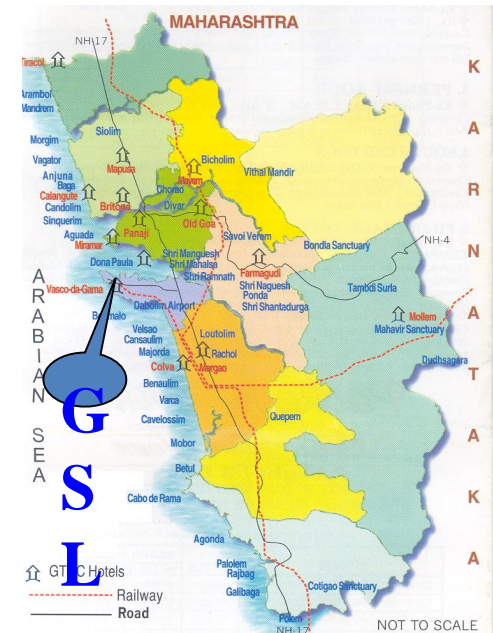 MAHARASHTRA
NH-17
Tiracol
Arambol
Mandrem
Siolim
Morgim
Bicholim
Vithal Mandir
Vagator
Mapusa
Mayem
Anjuna
Baga
Chorao
Calangute
Britona
Divar
Candolim
Sinquerim
Old Goa
Panaji
Aguada
Savoi Verem
Miramar
Bondla Sanctuary
NH-4
Shri Manguesh
Dona Paula
Shri Mahalsa
Farmagudi
Shri Ramnath
Shri Naguesh
Tambdi Surla
Vasco-da-Gama
Ponda
Dabolim Airport
Shri Shantadurga
Mollem
Mahavir Sanctuary
Velsao
Loutolim
Cansaulim
Majorda
Rachol
Dudhsagara
Colva
Margao
Benaulim
Varca
Quepem
Cavelossim
Mobor
Betul
Cabo de Rama
Agonda
Palolem
Rajbag
Galibaga
Cotigao Sanctuary
Polem
NH-17
KARNATAKA
ARABIAN SEA
GSL
Hotels
Railway
Road
NOT TO SCALE